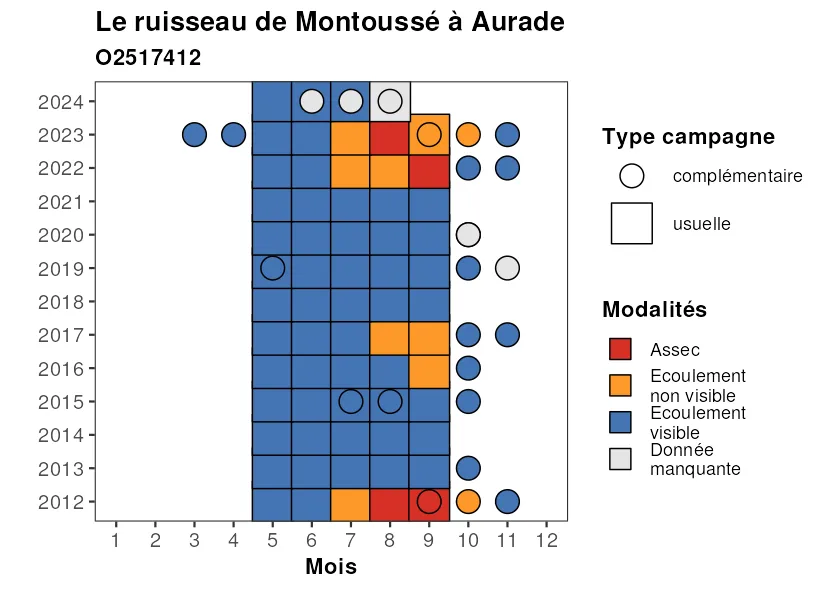 Le ruisseau de Montoussé à Aurade
O2517412
2024
2023
2022
2021
2020
2019
2018
2017
2016
2015
2014
2013
2012
1 2 3 4 5 6 7 8 9 10 11 12
Mois
Type campagne
complémentaire
usuelle
Modalités
Assec
Ecoulement
non visible
Ecoulement
visible
Donnée
manquante